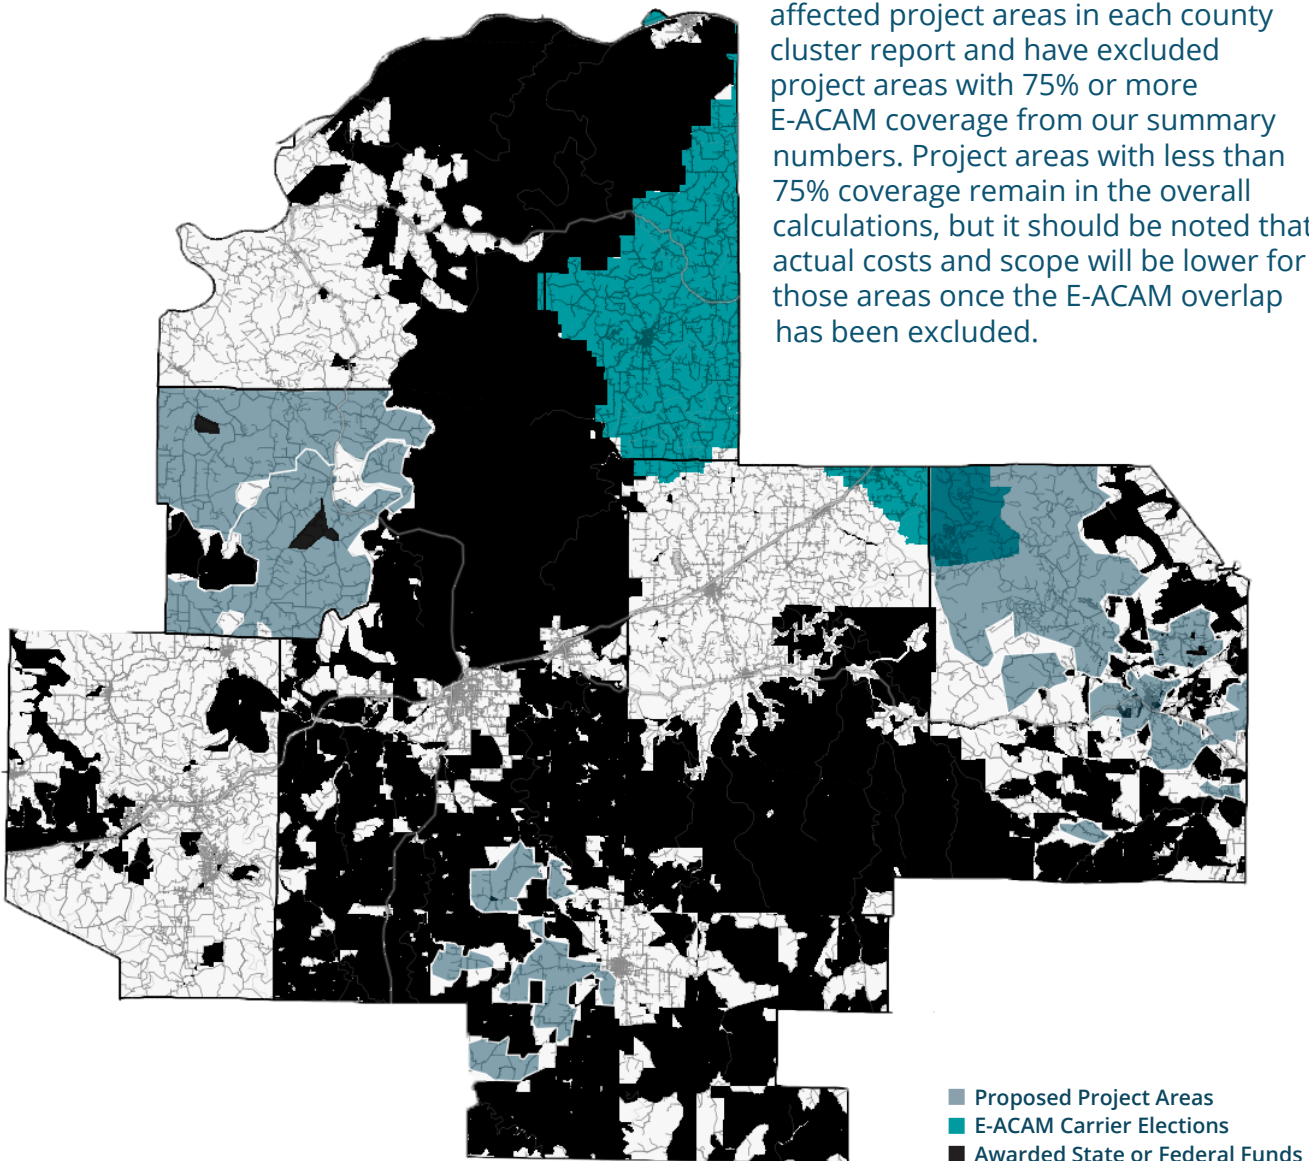 affected project areas in each county
cluster report and have excluded
project areas with 75% or more
E-ACAM coverage from our summary
numbers. Project areas with less than
75% coverage remain in the overall
calculations, but it should be noted that
actual costs and scope will be lower for
those areas once the E-ACAM overlap
has been excluded.
Proposed Project Areas
E-ACAM Carrier Elections
Awarded State or Federal Funds